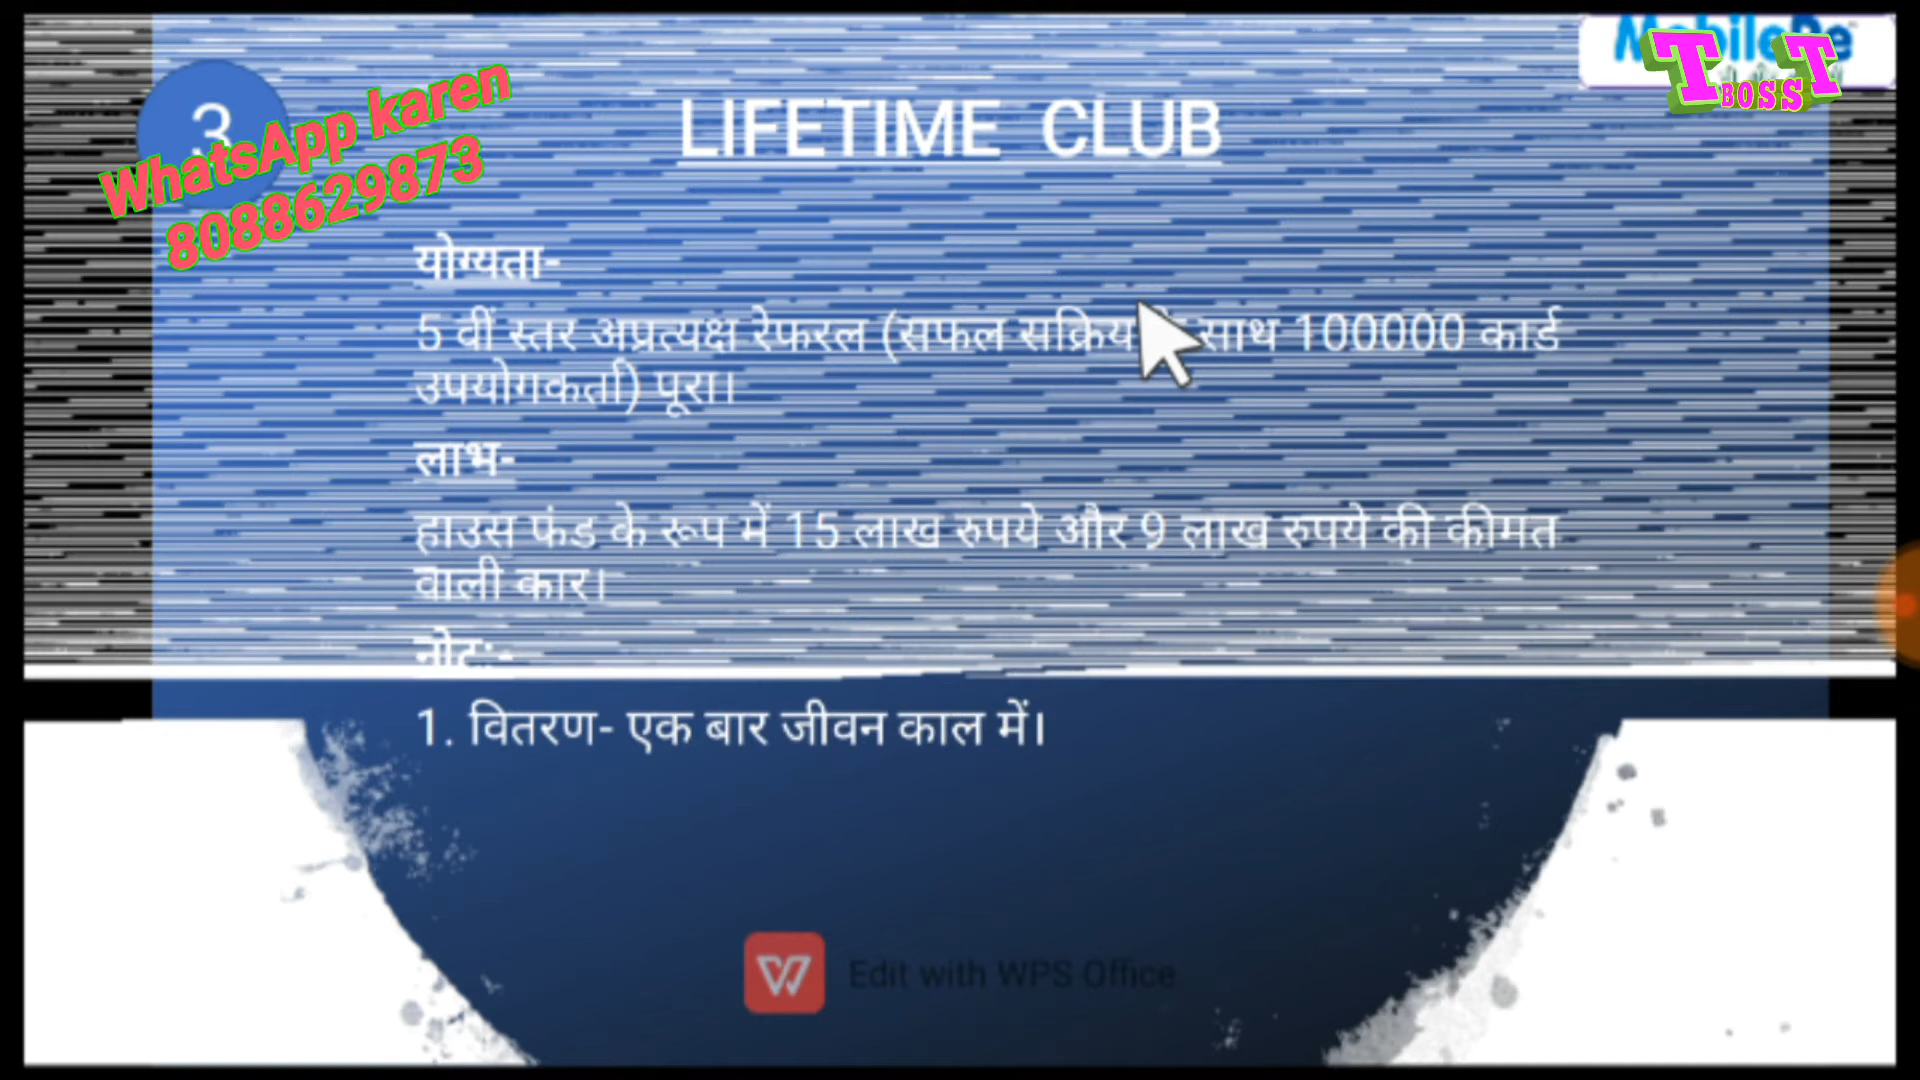 MobilePe
T BOSS T
3
LIFETIME CLUB
WhatsApp karen
8088629873
योग्यता-
5 वीं स्तर अप्रत्यक्ष रेफरल (सफल सक्रिय साथ 100000 कार्ड
उपयोगकर्ता) पूरा।
लाभ-
हाउस फंड के रूप में 15 लाख रुपये और 9 लाख रुपये की कीमत
वाली कार।
नोट:-
1. वितरण- एक बार जीवन काल में।
Edit with WPS Office